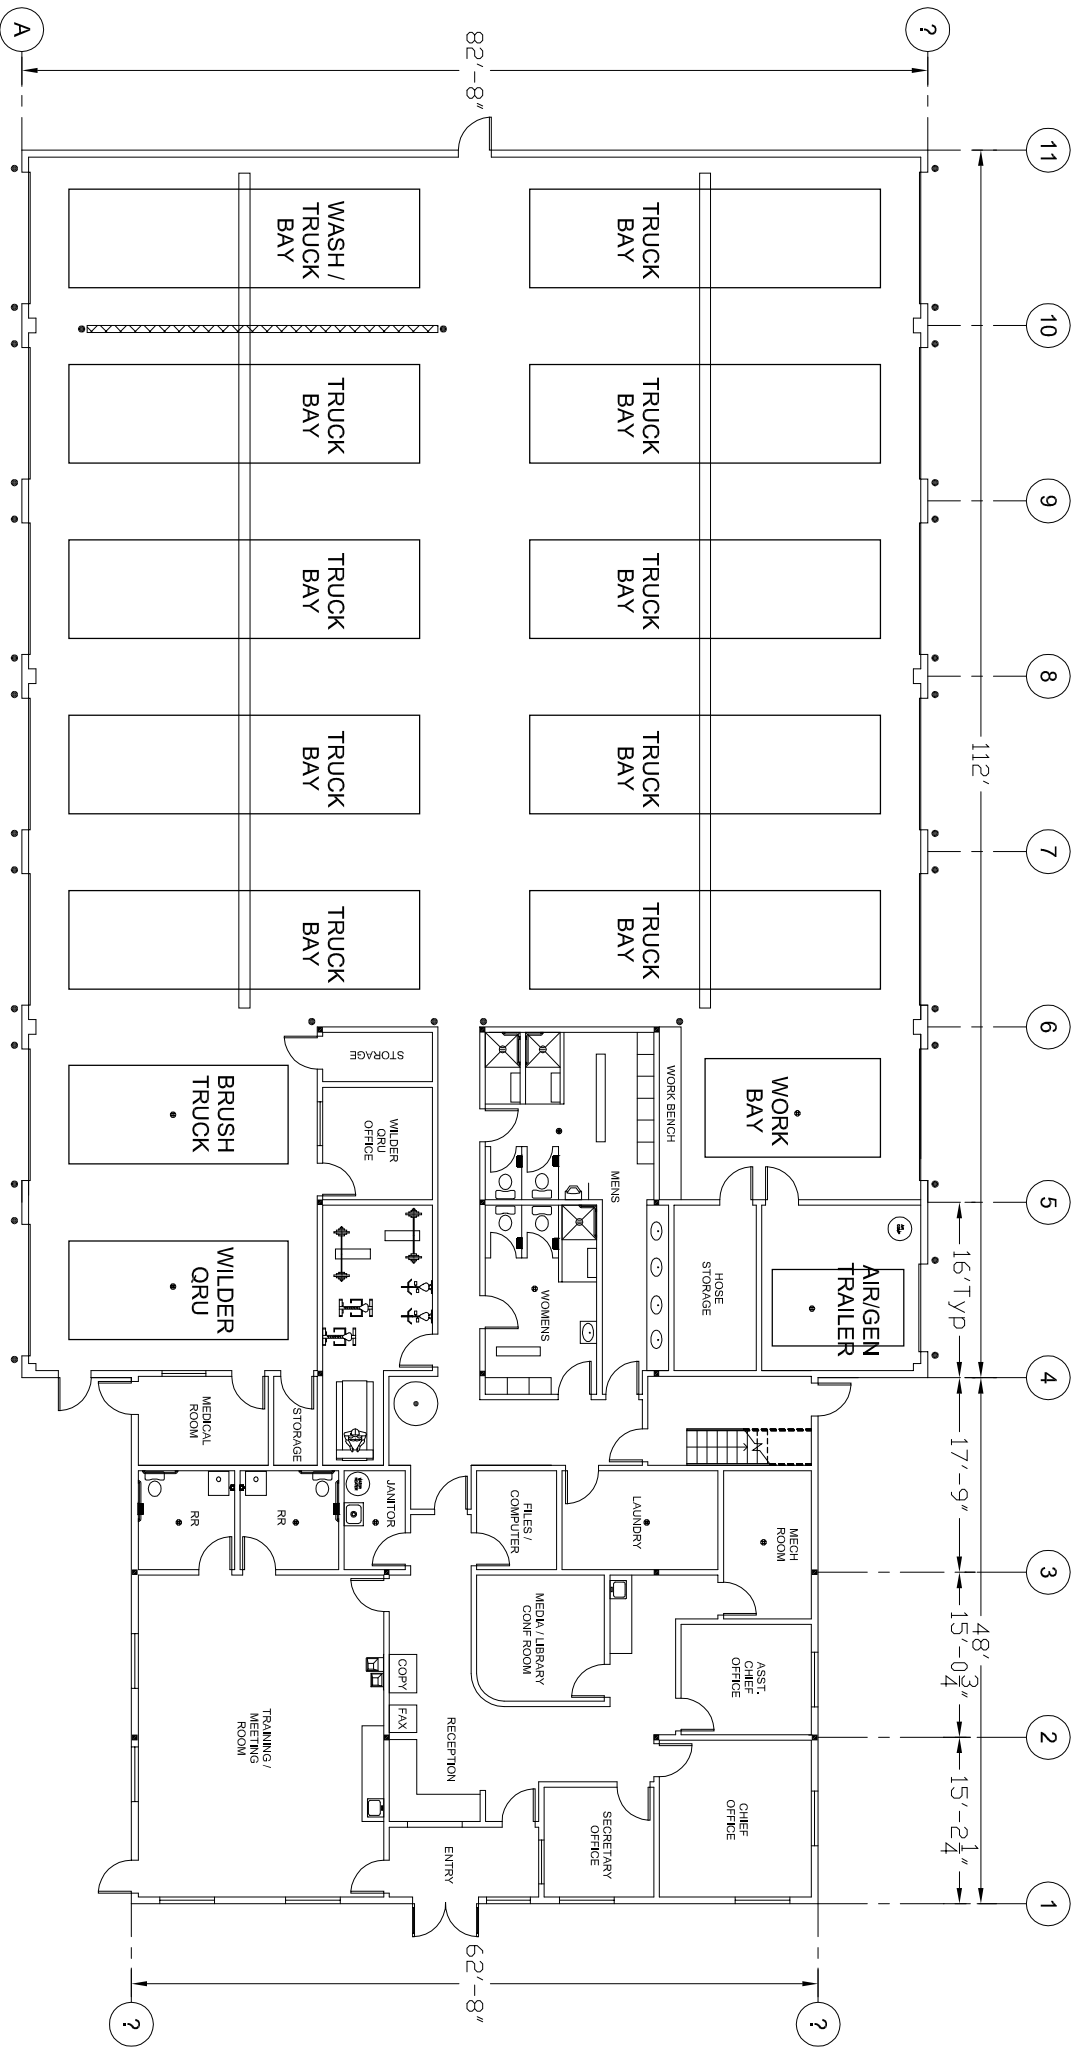 A
?
82'-8"
11
10
9
8
7
6
5
4
3
2
1
112'
16'Typ
48'
17'-9"
15'-0 3/4"
15'-2 1/4"
WASH /
TRUCK
BAY
TRUCK
BAY
TRUCK
BAY
TRUCK
BAY
TRUCK
BAY
TRUCK
BAY
TRUCK
BAY
TRUCK
BAY
TRUCK
BAY
TRUCK
BAY
WORK
BAY
WORK BENCH
AIR/GEN
TRAILER
HOSE
STORAGE
BRUSH
TRUCK
WILDER
QRU
STORAGE
WILDER
QRU
OFFICE
MENS
WOMENS
MEDICAL
ROOM
STORAGE
RR
RR
JANITOR
FILES /
COMPUTER
LAUNDRY
MECH
ROOM
MEDIA / LIBRARY
CONF ROOM
ASST.
CHIEF
OFFICE
CHIEF
OFFICE
COPY
FAX
RECEPTION
TRAINING /
MEETING
ROOM
SECRETARY
OFFICE
ENTRY
62'-8"
?
?